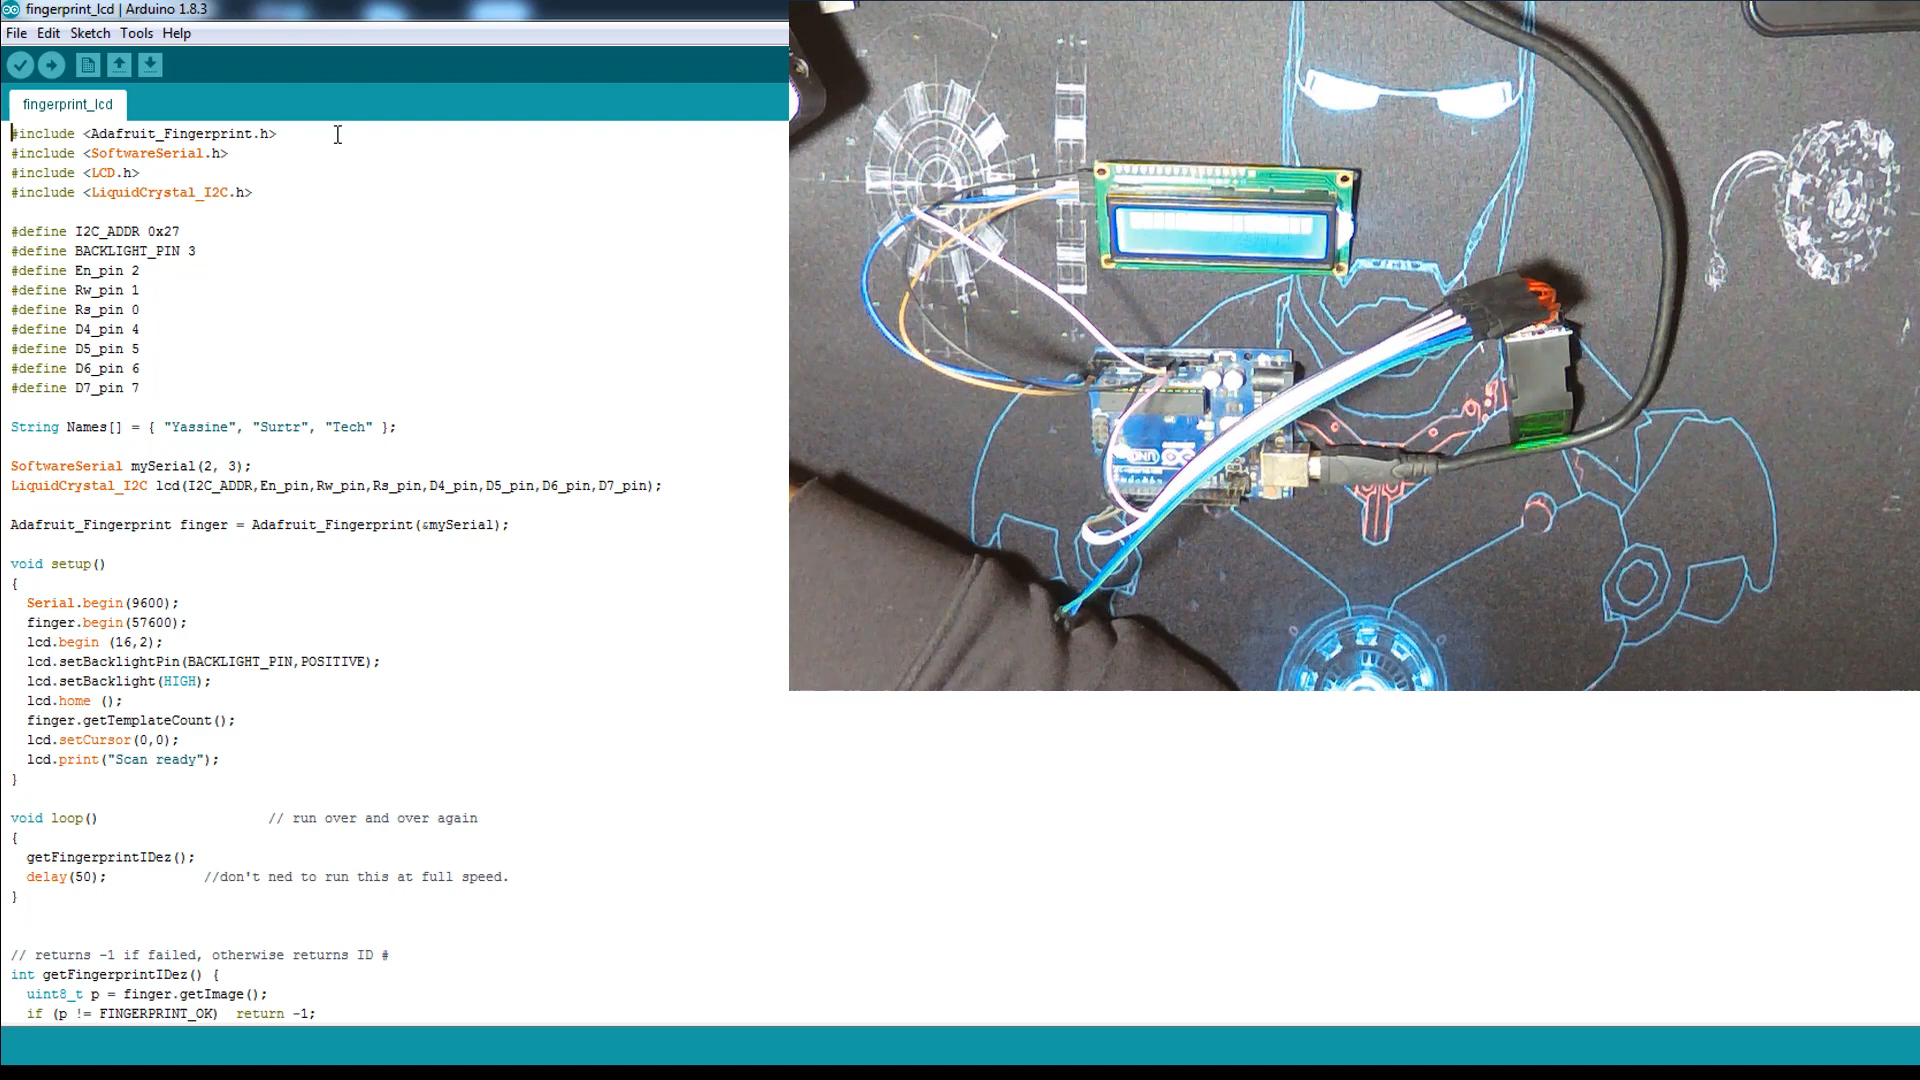 fingerprint_lcd | Arduino 1.8.3
File Edit Sketch Tools Help
fingerprint_lcd
#include <Adafruit_Fingerprint.h>
#include <SoftwareSerial.h>
#include <LCD.h>
#include <LiquidCrystal_I2C.h>
#define I2C_ADDR 0x27
#define BACKLIGHT_PIN 3
#define En_pin 2
#define Rw_pin 1
#define Rs_pin 0
#define D4_pin 4
#define D5_pin 5
#define D6_pin 6
#define D7_pin 7
String Names[] = { "Yassine", "Surtr", "Tech" };
SoftwareSerial mySerial(2, 3);
LiquidCrystal_I2C lcd(I2C_ADDR,En_pin,Rw_pin,Rs_pin,D4_pin,D5_pin,D6_pin,D7_pin);
Adafruit_Fingerprint finger = Adafruit_Fingerprint(&mySerial);
void setup()
{
Serial.begin(9600);
finger.begin(57600);
lcd.begin (16,2);
lcd.setBacklightPin(BACKLIGHT_PIN,POSITIVE);
lcd.setBacklight(HIGH);
lcd.home ();
finger.getTemplateCount();
lcd.setCursor(0,0);
lcd.print("Scan ready");
}
void loop() // run over and over again
{
getFingerprintIDez();
delay(50); //don't ned to run this at full speed.
}
// returns -1 if failed, otherwise returns ID #
int getFingerprintIDez() {
uint8_t p = finger.getImage();
if (p != FINGERPRINT_OK) return -1;
UNO